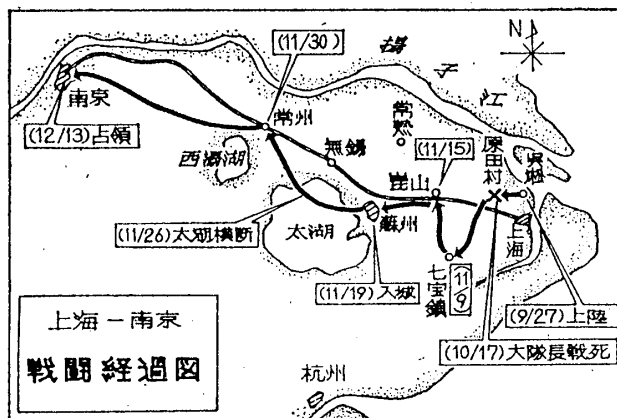 (11/30)
揚子江
N
南京
常州
常熟
(12/13)占領
無錫
(11/15)
原田村
呉淞
西滆湖
崑山
(11/26)太湖横断
太湖
蘇州
上海
七宝鎮
11/9
(11/19)入城
(9/27)上陸
(10/17)大隊長戦死
上海－南京
戦闘経過図
杭州